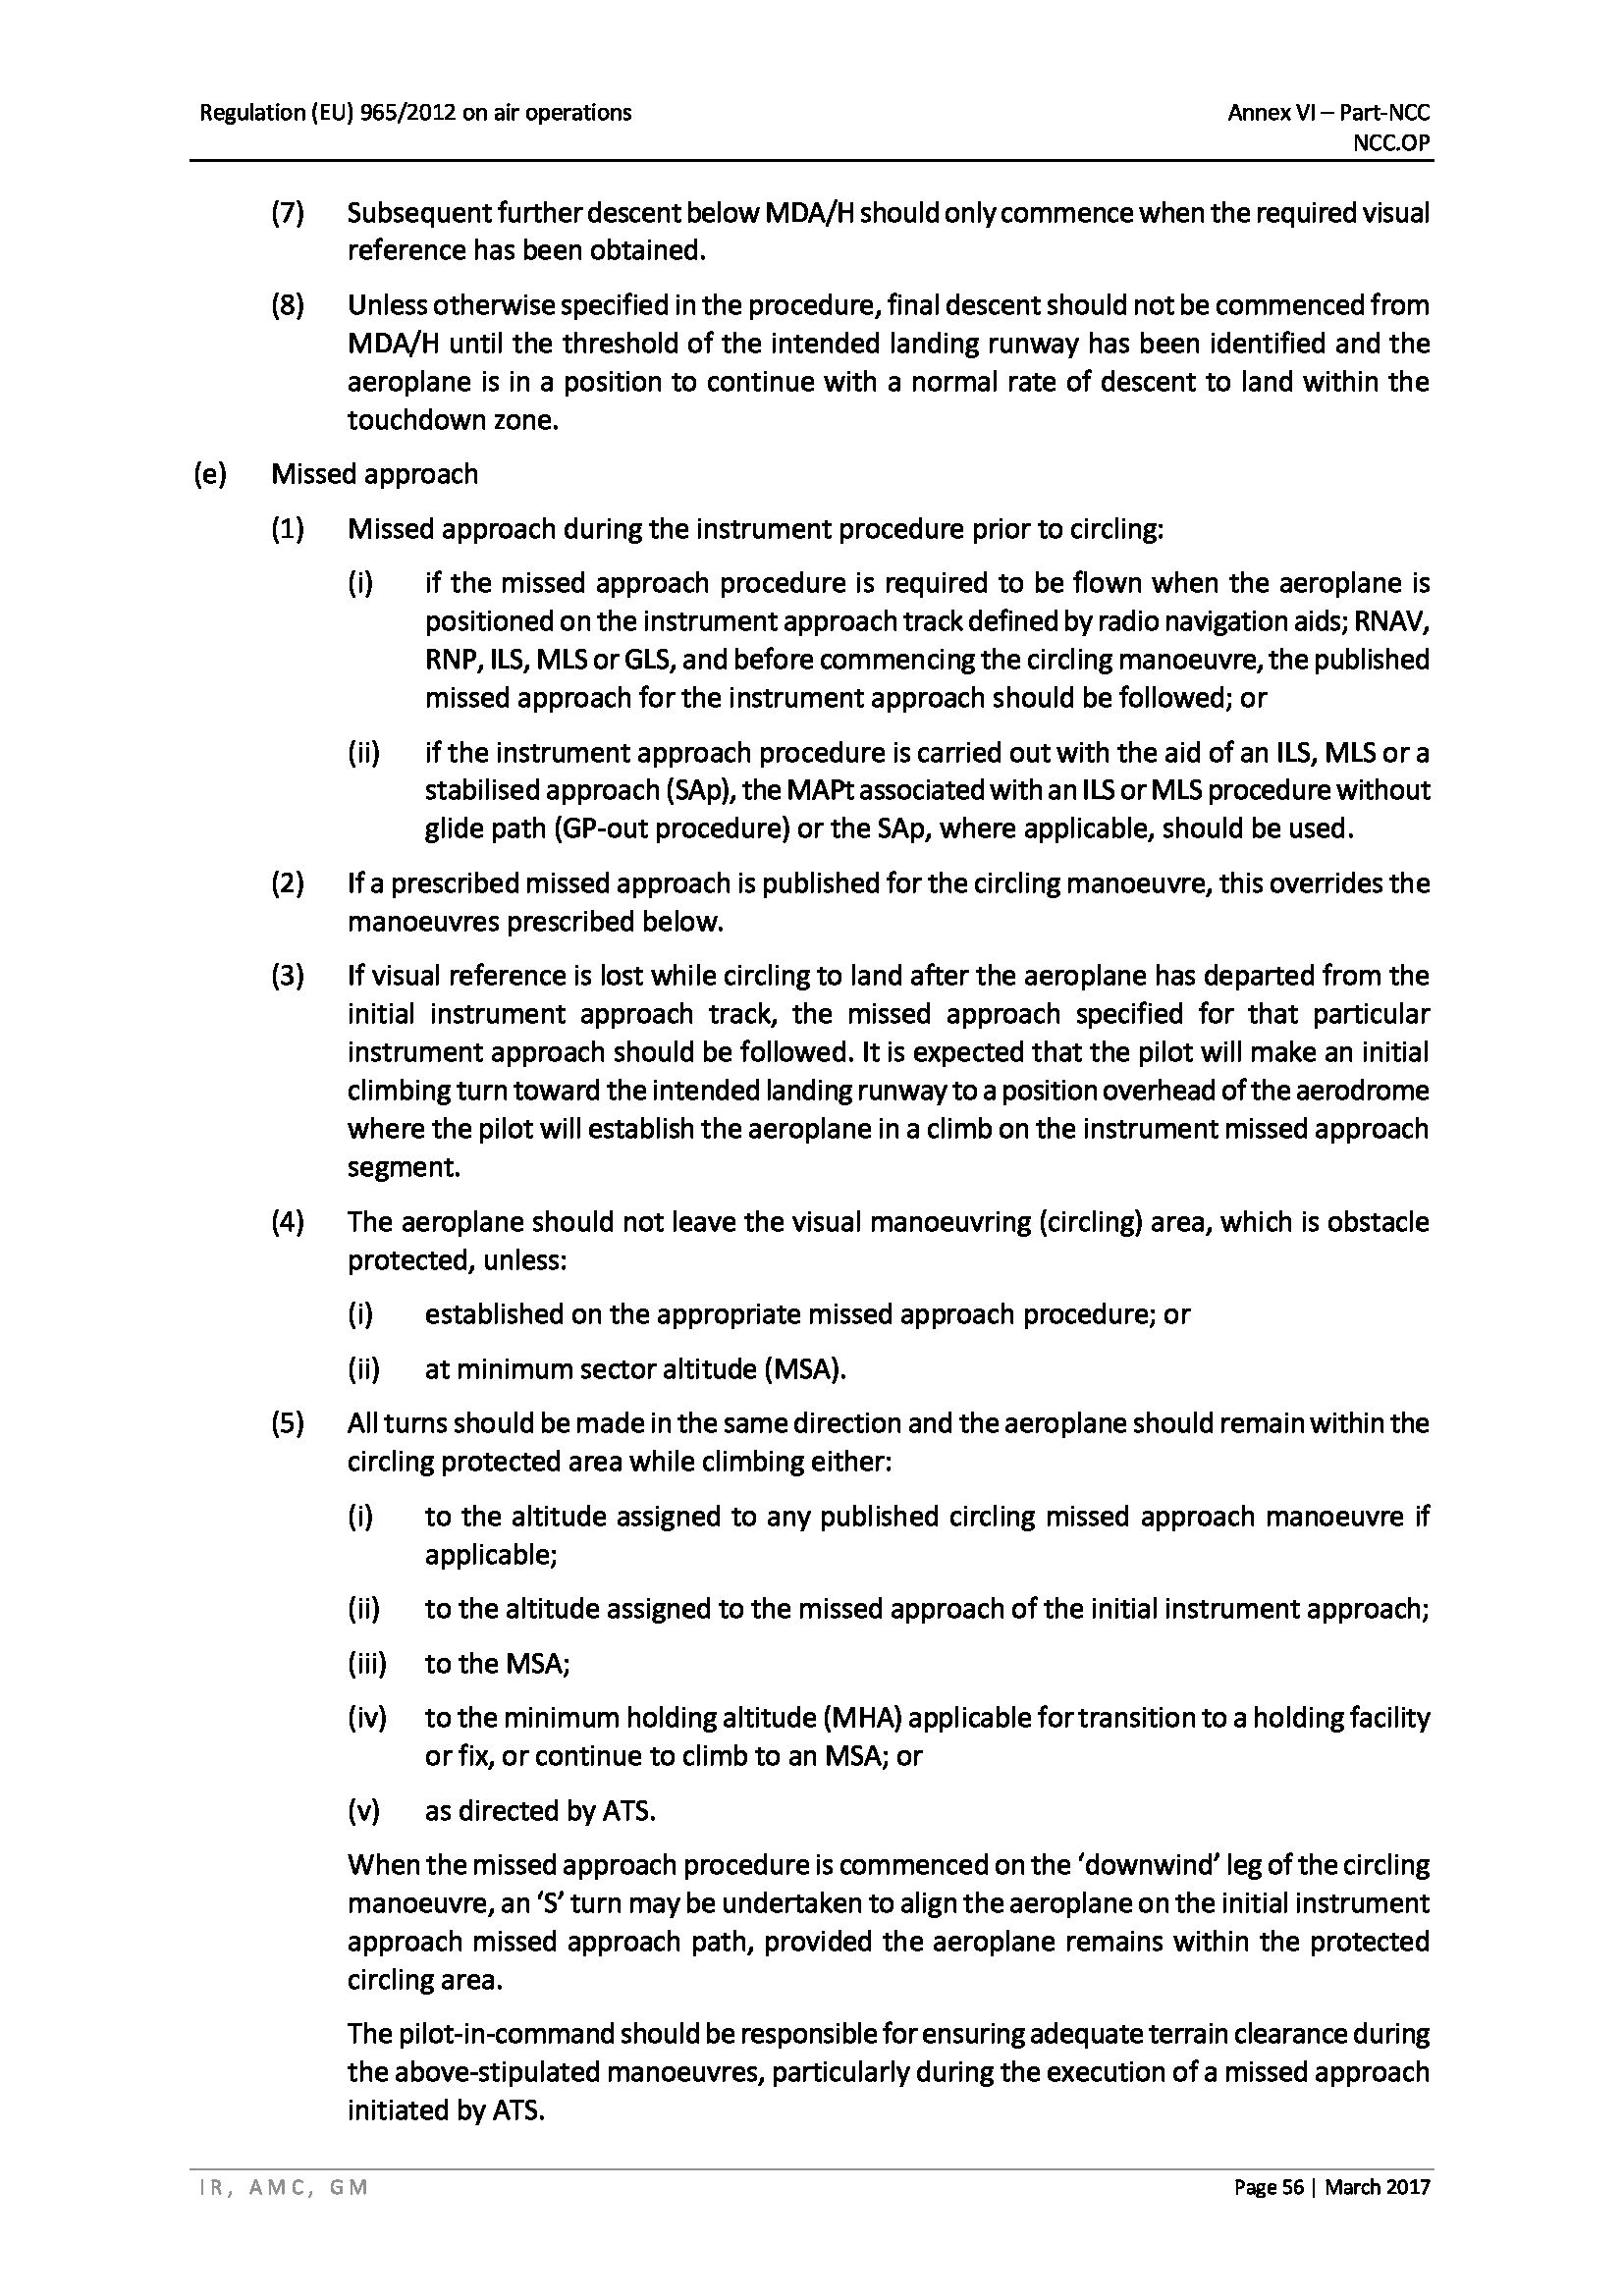 Regulation (EU) 965/2012 on air operations
Annex VI – Part-NCC
NCC.OP
(7) Subsequent further descent below MDA/H should only commence when the required visual
reference has been obtained.
(8) Unless otherwise specified in the procedure, final descent should not be commenced from
MDA/H until the threshold of the intended landing runway has been identified and the
aeroplane is in a position to continue with a normal rate of descent to land within the
touchdown zone.
(e) Missed approach
(1) Missed approach during the instrument procedure prior to circling:
(i) if the missed approach procedure is required to be flown when the aeroplane is
positioned on the instrument approach track defined by radio navigation aids; RNAV,
RNP, ILS, MLS or GLS, and before commencing the circling manoeuvre, the published
missed approach for the instrument approach should be followed; or
(ii) if the instrument approach procedure is carried out with the aid of an ILS, MLS or a
stabilised approach (SAp), the MAPt associated with an ILS or MLS procedure without
glide path (GP-out procedure) or the SAp, where applicable, should be used.
(2) If a prescribed missed approach is published for the circling manoeuvre, this overrides the
manoeuvres prescribed below.
(3) If visual reference is lost while circling to land after the aeroplane has departed from the
initial instrument approach track, the missed approach specified for that particular
instrument approach should be followed. It is expected that the pilot will make an initial
climbing turn toward the intended landing runway to a position overhead of the aerodrome
where the pilot will establish the aeroplane in a climb on the instrument missed approach
segment.
(4) The aeroplane should not leave the visual manoeuvring (circling) area, which is obstacle
protected, unless:
(i) established on the appropriate missed approach procedure; or
(ii) at minimum sector altitude (MSA).
(5) All turns should be made in the same direction and the aeroplane should remain within the
circling protected area while climbing either:
(i) to the altitude assigned to any published circling missed approach manoeuvre if
applicable;
(ii) to the altitude assigned to the missed approach of the initial instrument approach;
(iii) to the MSA;
(iv) to the minimum holding altitude (MHA) applicable for transition to a holding facility
or fix, or continue to climb to an MSA; or
(v) as directed by ATS.
When the missed approach procedure is commenced on the ‘downwind’ leg of the circling
manoeuvre, an ‘S’ turn may be undertaken to align the aeroplane on the initial instrument
approach missed approach path, provided the aeroplane remains within the protected
circling area.
The pilot-in-command should be responsible for ensuring adequate terrain clearance during
the above-stipulated manoeuvres, particularly during the execution of a missed approach
initiated by ATS.
IR, AMC, GM
Page 56 | March 2017